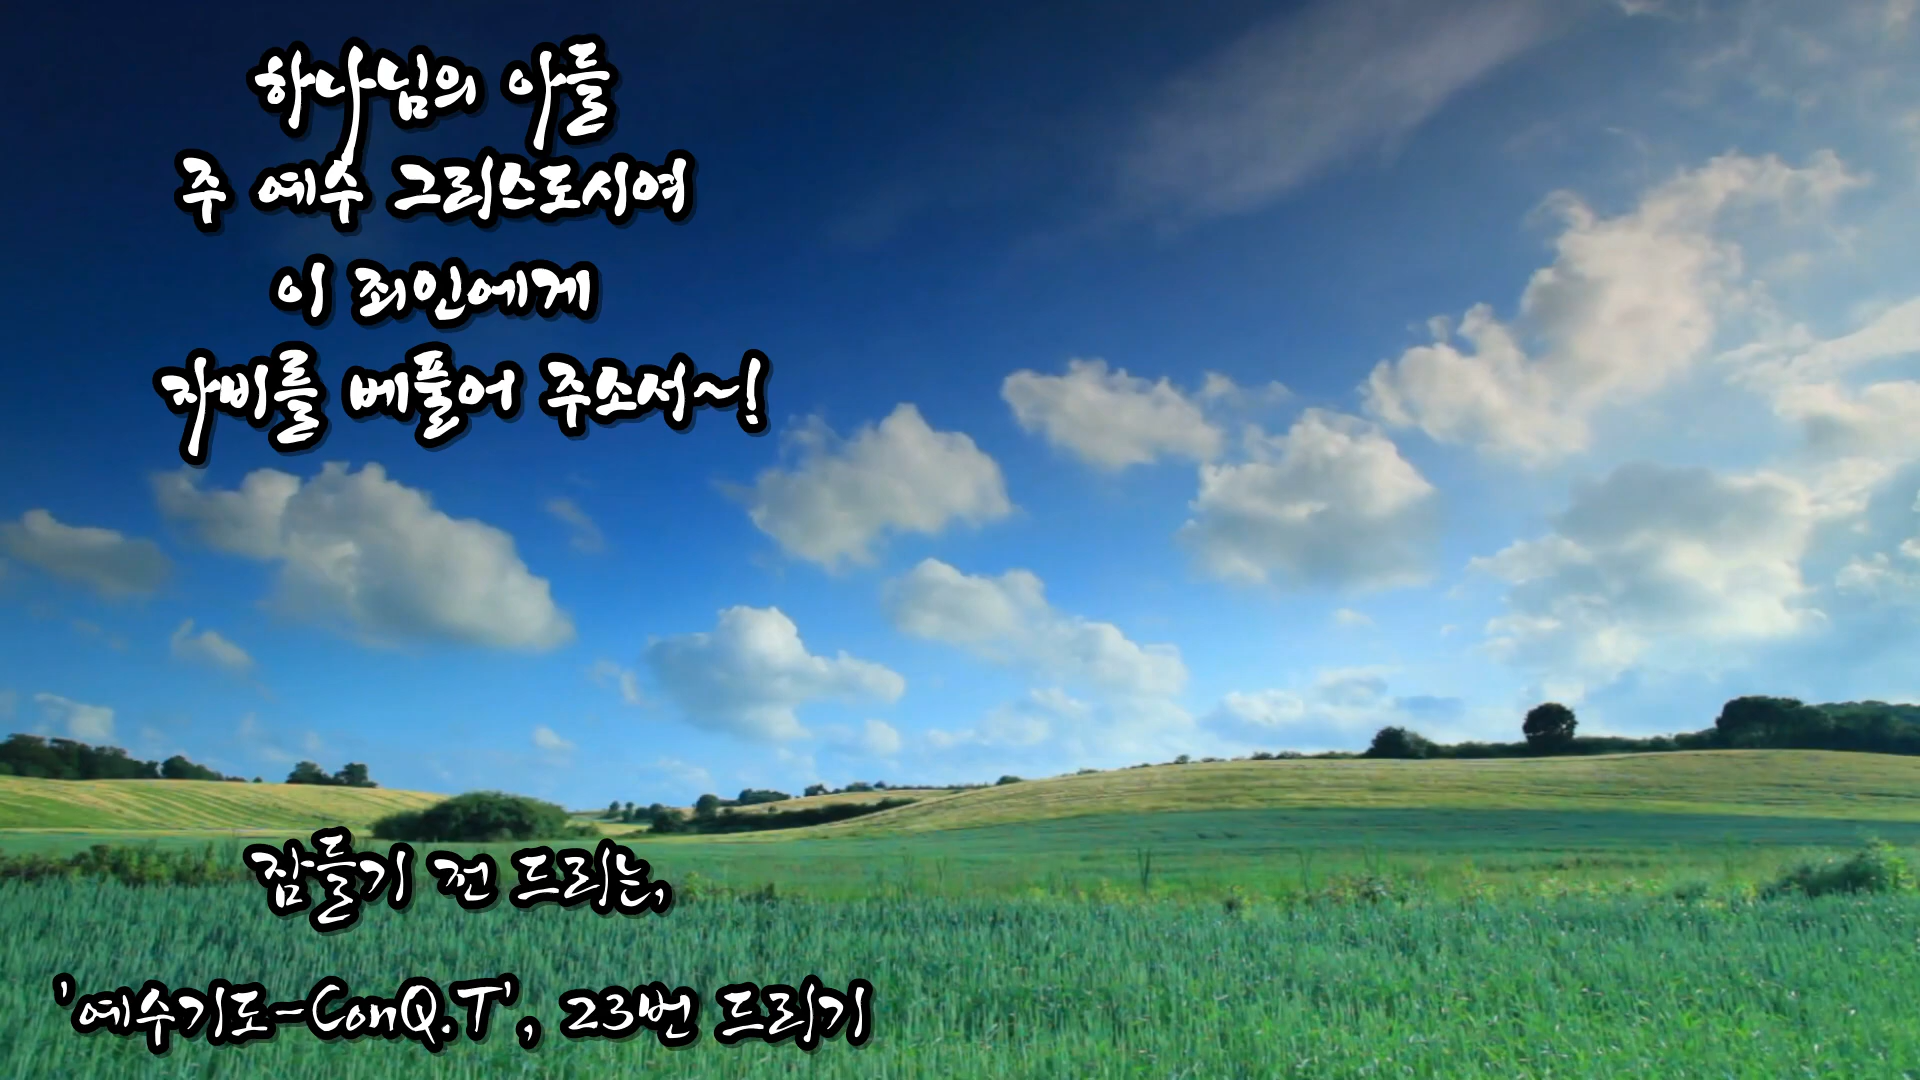 하나님의 아들
주 예수 그리스도시여
이 죄인에게
자비를 베풀어 주소서~!
잠들기 전 드리는,
'예수기도-ConQ.T', 23번 드리기